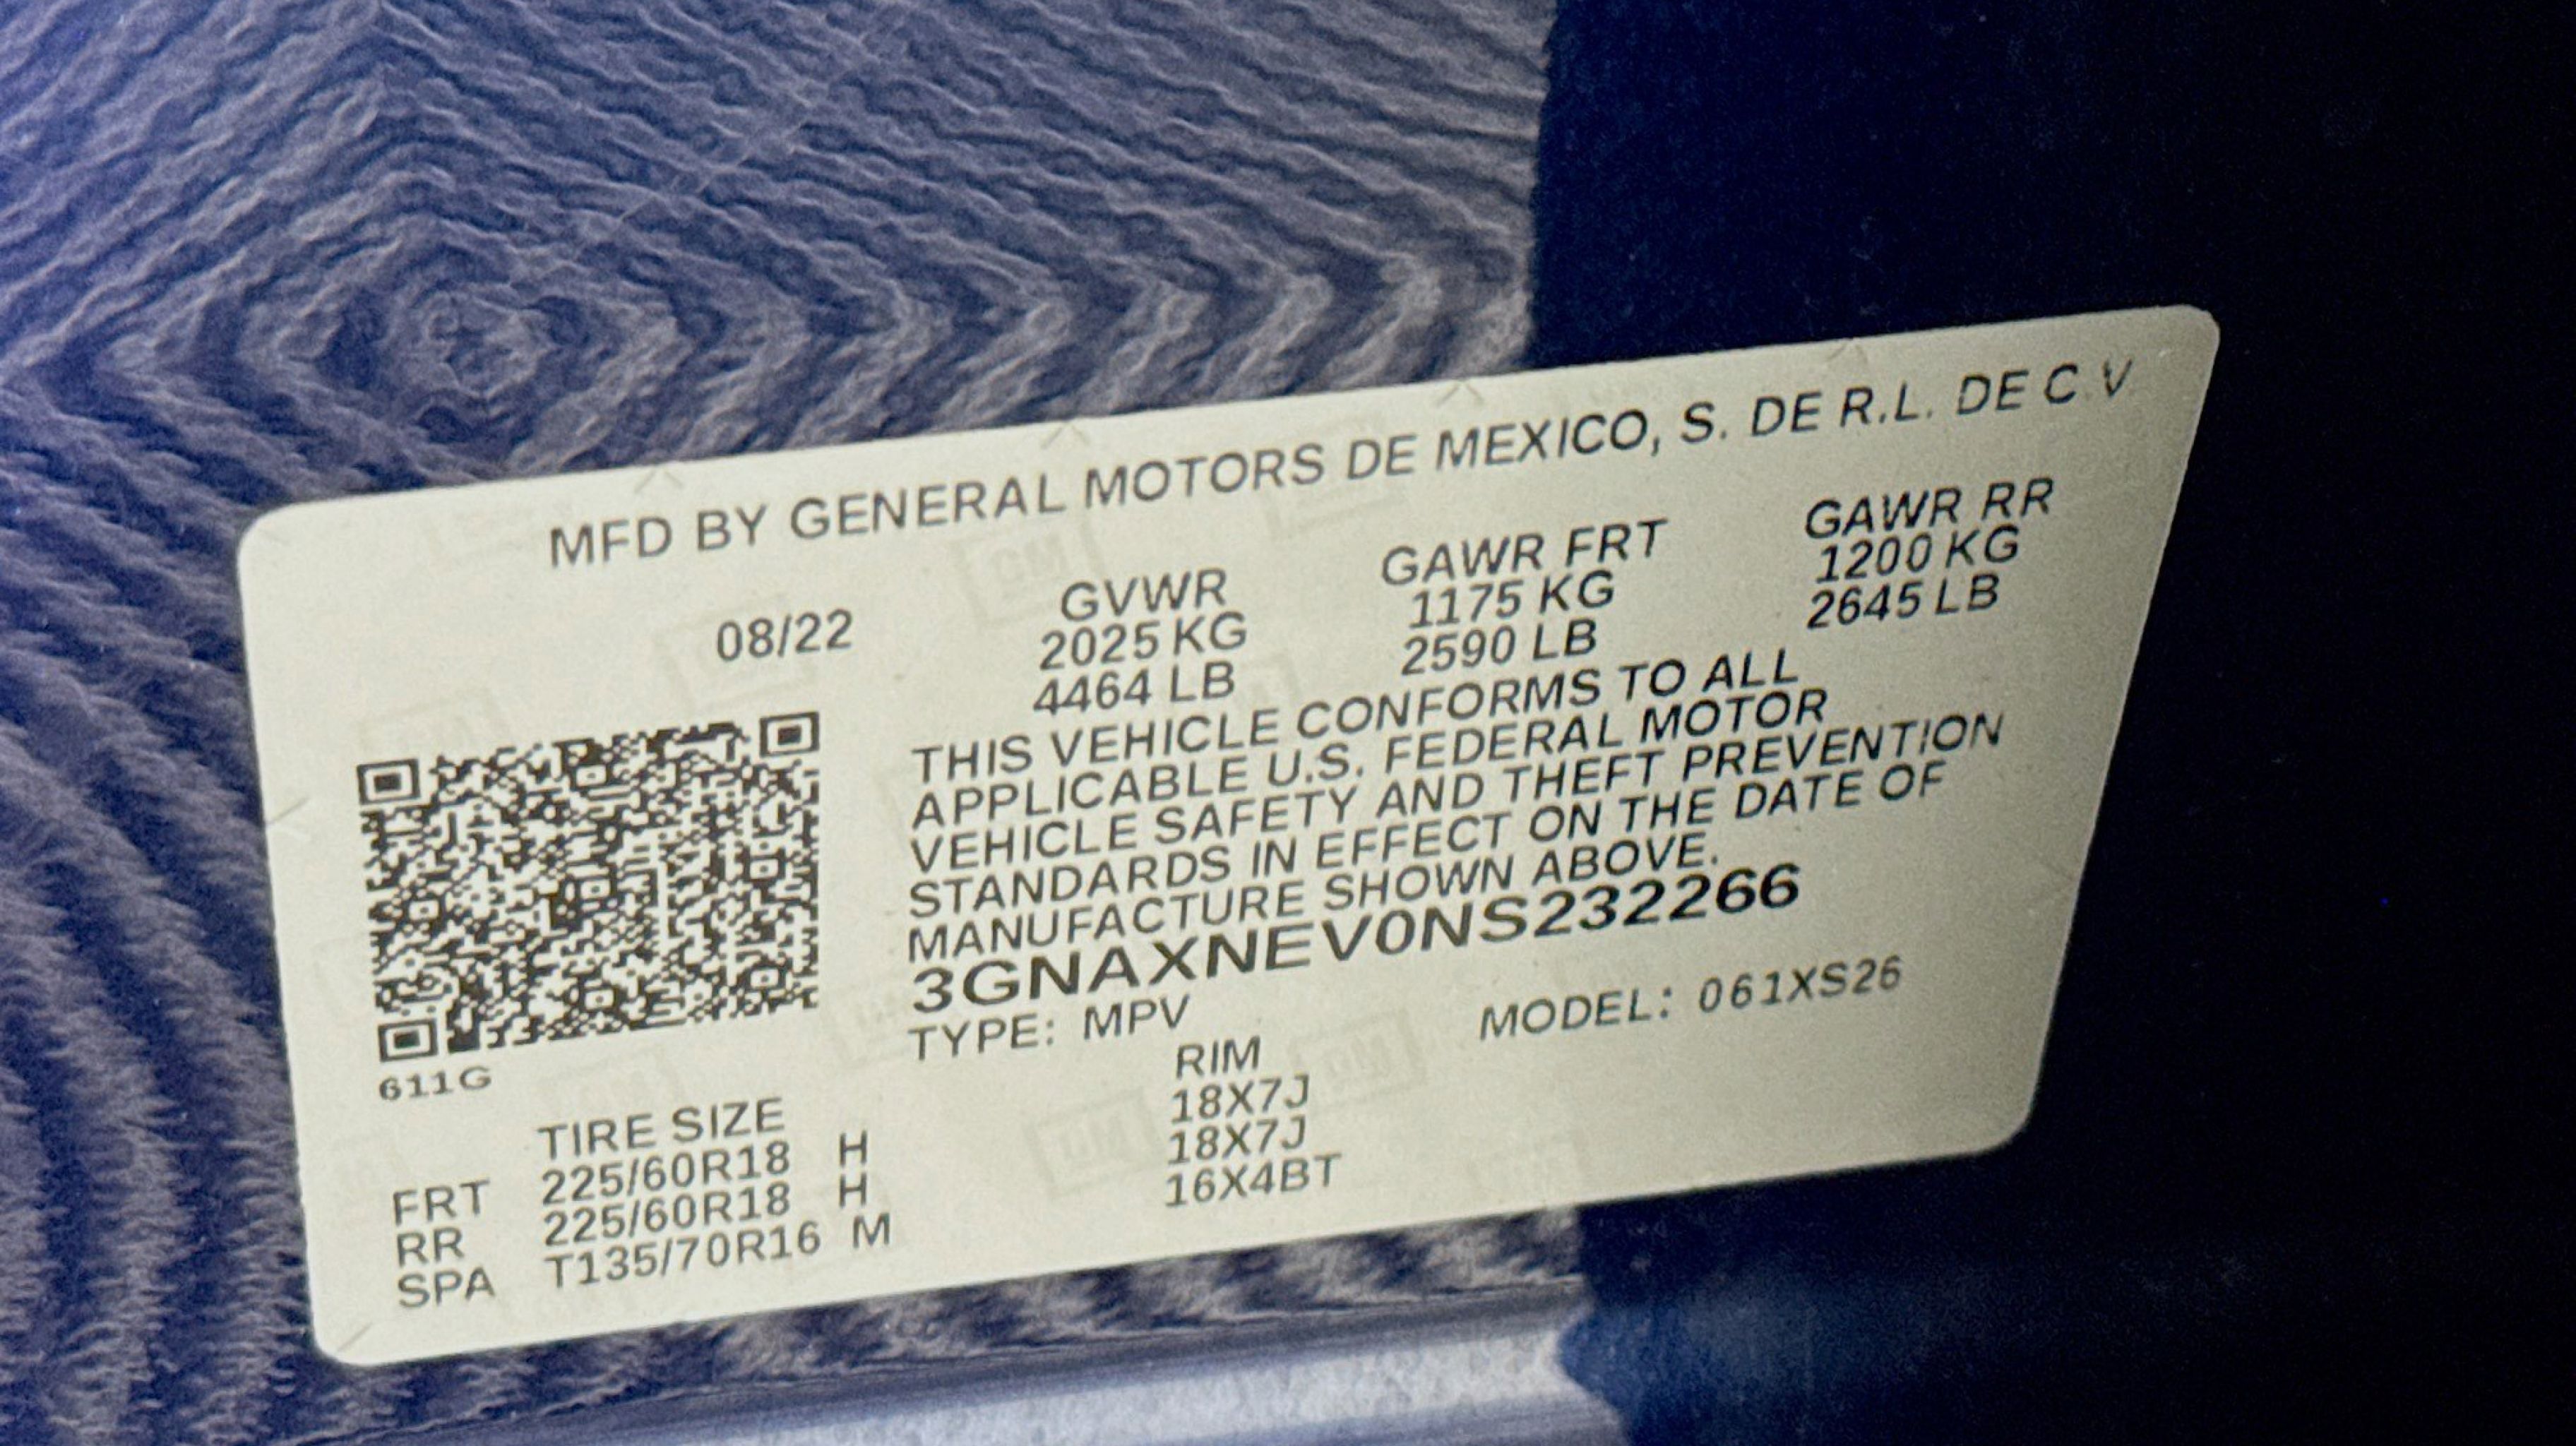 MFD BY GENERAL MOTORS DE MEXICO, S. DE R.L. DE C.V.
08/22
GVWR
2025 KG
4464 LB
GAWR FRT
1175 KG
2590 LB
GAWR RR
1200 KG
2645 LB
THIS VEHICLE CONFORMS TO ALL
APPLICABLE U.S. FEDERAL MOTOR
VEHICLE SAFETY AND THEFT PREVENTION
STANDARDS IN EFFECT ON THE DATE OF
MANUFACTURE SHOWN ABOVE.
3GNAXNEV0NS232266
TYPE: MPV MODEL: 061XS26
611G
TIRE SIZE RIM
FRT 225/60R18 H 18X7J
RR 225/60R18 H 18X7J
SPA T135/70R16 M 16X4BT